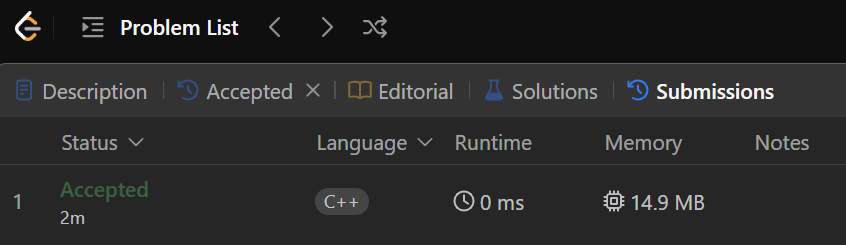 Problem List
Description Accepted Editorial Solutions Submissions
Status Language Runtime Memory Notes
1 Accepted C++ 0 ms 14.9 MB
2m